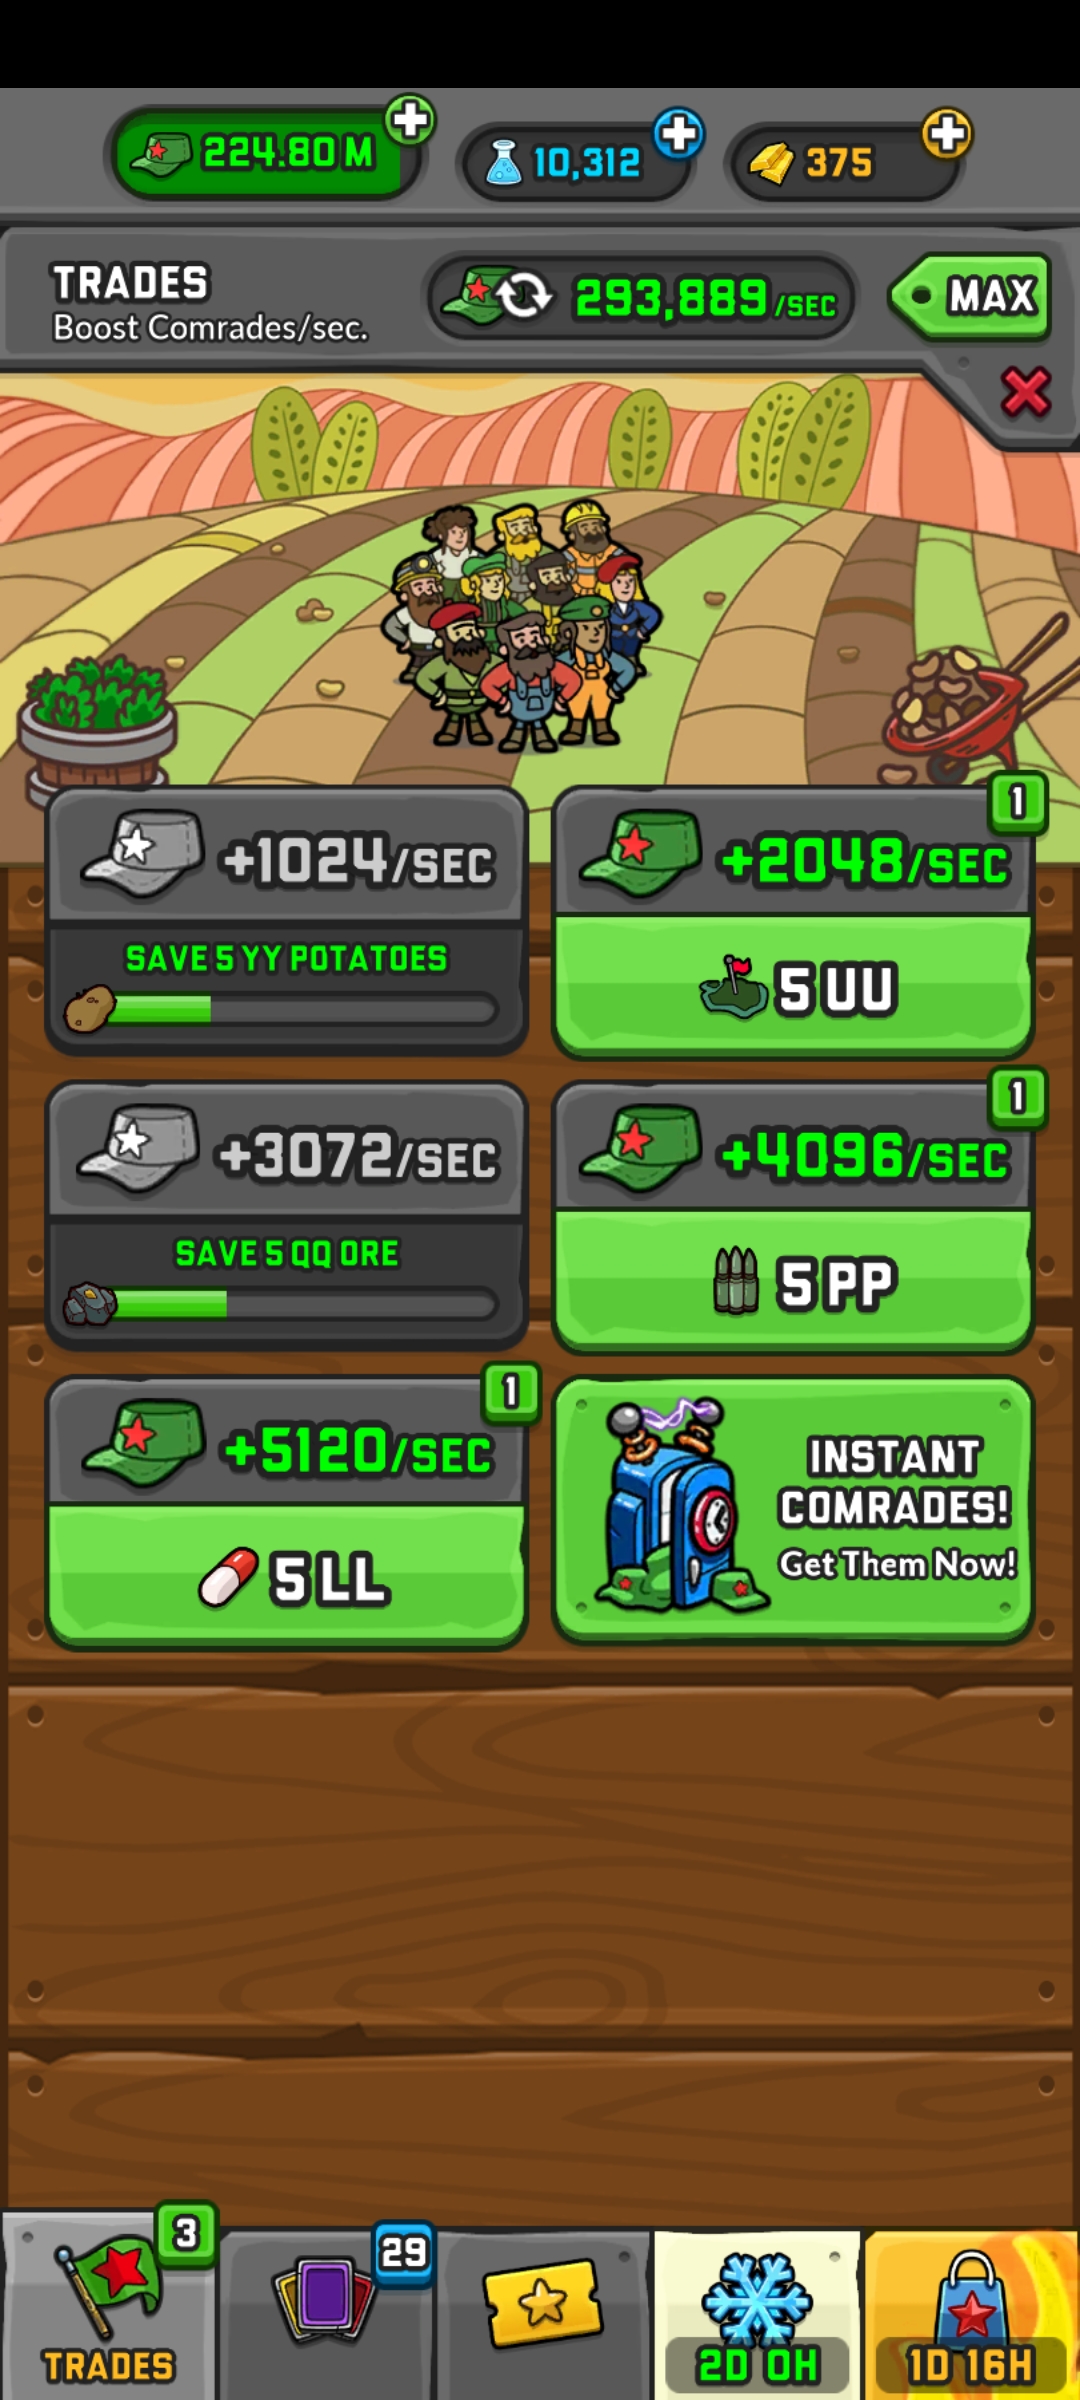 224.80 M
10,312
375
TRADES
Boost Comrades/sec.
293,889 /SEC
MAX
+1024/SEC
SAVE 5 YY POTATOES
1
+2048/SEC
5 UU
+3072/SEC
SAVE 5 QQ ORE
1
+4096/SEC
5 PP
1
+5120/SEC
5 LL
INSTANT
COMRADES!
Get Them Now!
3
TRADES
29
2D 0H
1D 16H